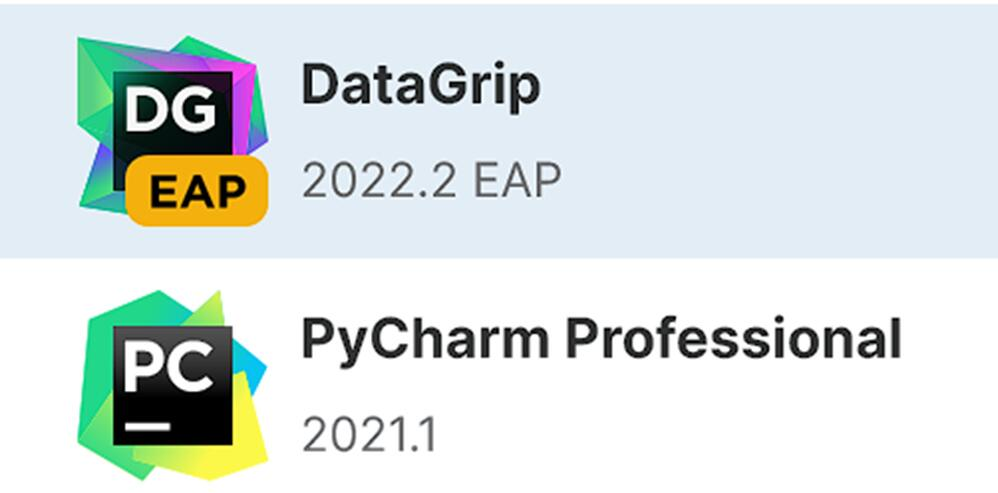 DG
EAP
DataGrip
2022.2 EAP
PC
PyCharm Professional
2021.1